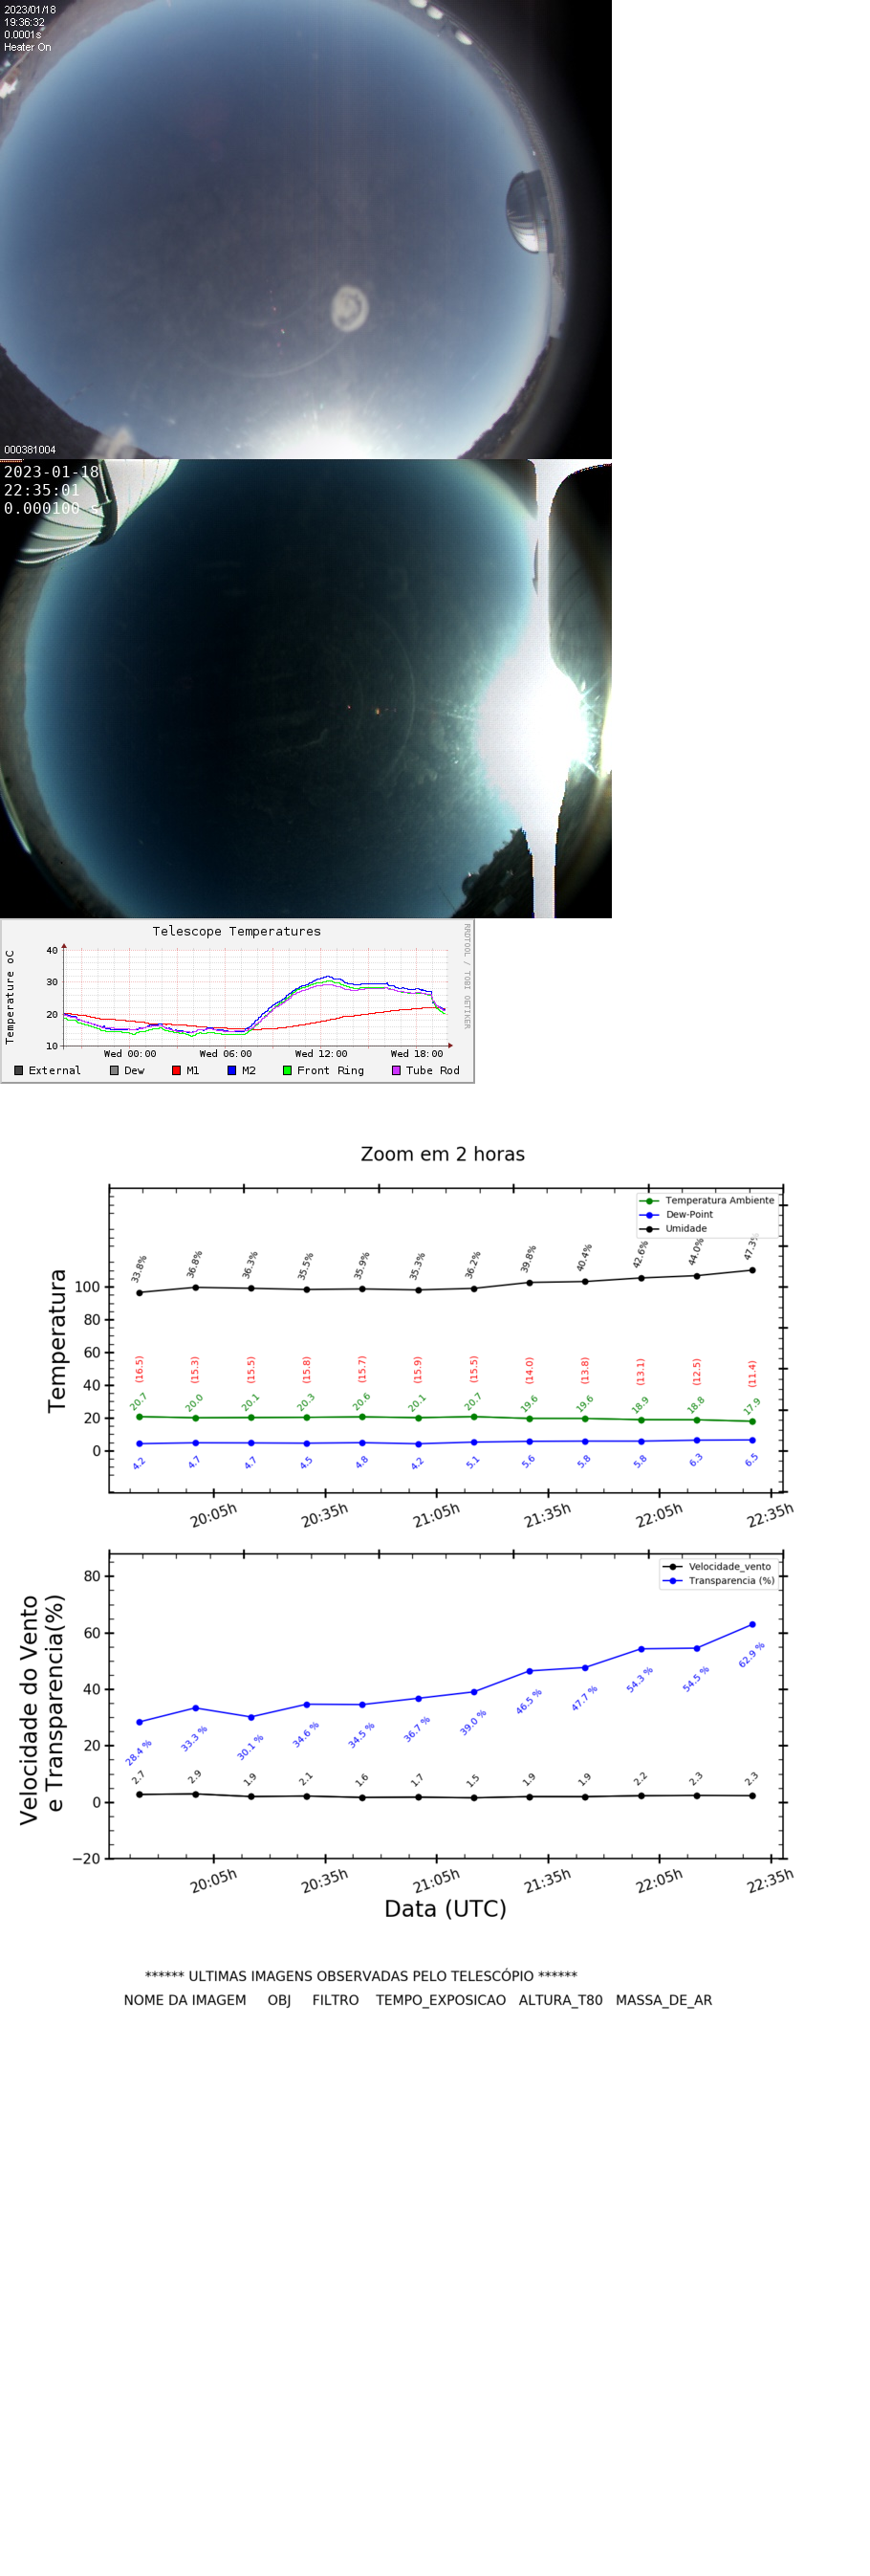 2023/01/18
19:36:32
0.0001s
Heater On
000381004
2023-01-18
22:35:01
0.000100 s
Telescope Temperatures
RRDTOOL / TOBI OETIKER
Temperature oC
40
30
20
10
Wed 00:00 Wed 06:00 Wed 12:00 Wed 18:00
External Dew M1 M2 Front Ring Tube Rod
Zoom em 2 horas
Temperatura Ambiente
Dew-Point
Umidade
33.8% 36.8% 36.3% 35.5% 35.9% 35.3% 36.2% 39.8% 40.4% 42.6% 44.0% 47.3%
Temperatura
100
80
60
40
20
0
(16.5) (15.3) (15.5) (15.8) (15.7) (15.9) (15.5) (14.0) (13.8) (13.1) (12.5) (11.4)
20.7 20.0 20.1 20.3 20.6 20.1 20.7 19.6 19.6 18.9 18.8 17.9
4.2 4.7 4.7 4.5 4.8 4.2 5.1 5.6 5.8 5.8 6.3 6.5
20:05h 20:35h 21:05h 21:35h 22:05h 22:35h
Velocidade_vento
Transparencia (%)
Velocidade do Vento
e Transparencia(%)
80
60
40
20
0
−20
28.4 % 33.3 % 30.1 % 34.6 % 34.5 % 36.7 % 39.0 % 46.5 % 47.7 % 54.3 % 54.5 % 62.9 %
2.7 2.9 1.9 2.1 1.6 1.7 1.5 1.9 1.9 2.2 2.3 2.3
20:05h 20:35h 21:05h 21:35h 22:05h 22:35h
Data (UTC)
****** ULTIMAS IMAGENS OBSERVADAS PELO TELESCÓPIO ******
NOME DA IMAGEM OBJ FILTRO TEMPO_EXPOSICAO ALTURA_T80 MASSA_DE_AR